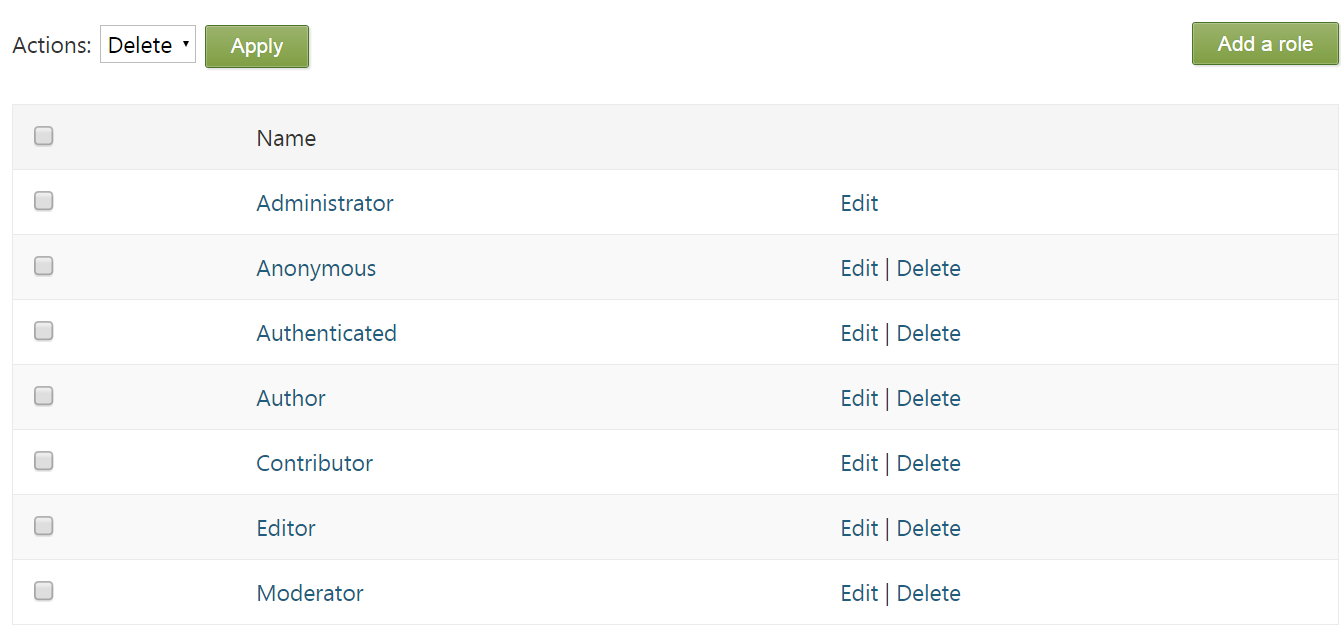 Actions: Delete Apply Add a role
Name
Administrator Edit
Anonymous Edit | Delete
Authenticated Edit | Delete
Author Edit | Delete
Contributor Edit | Delete
Editor Edit | Delete
Moderator Edit | Delete